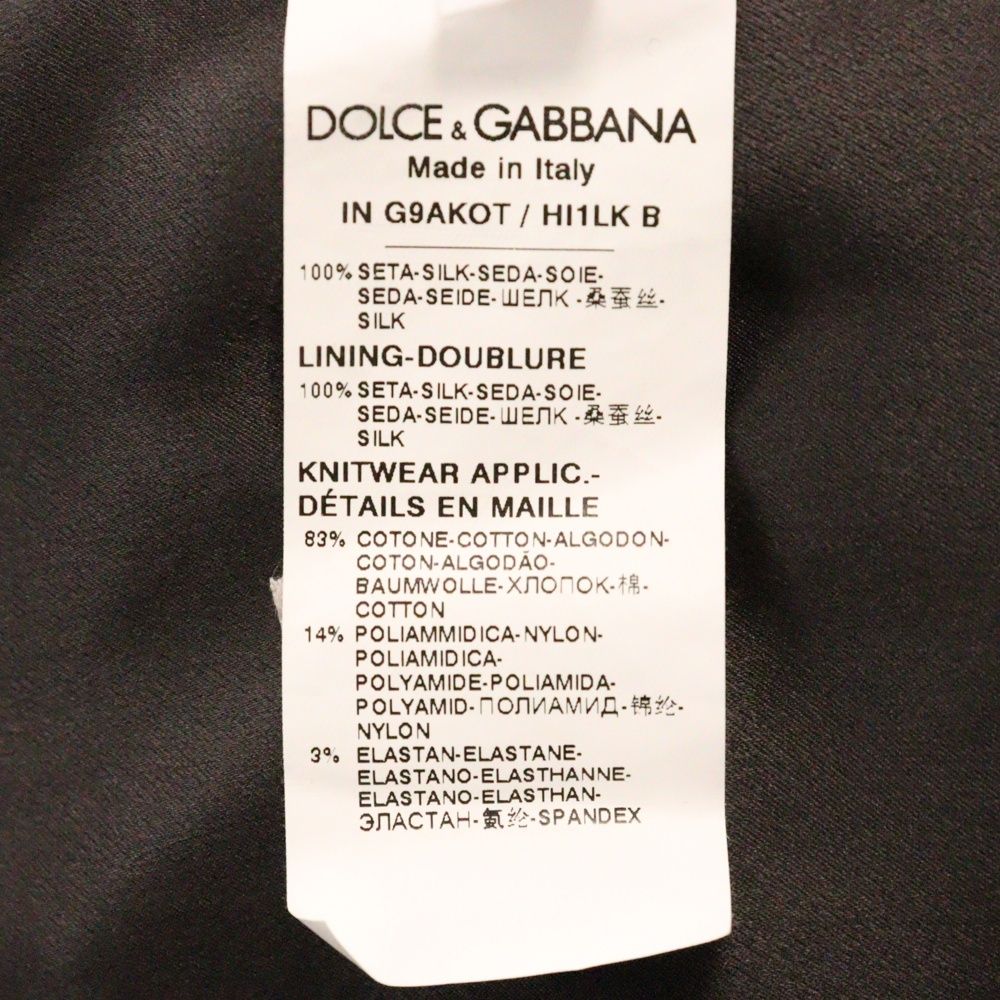 DOLCE & GABBANA
Made in Italy
IN G9AKOT / HI1LK B
100% SETA-SILK-SEDA-SOIE-
SEDA-SEIDE-ШЕЛК -桑蚕丝-
SILK
LINING-DOUBLURE
100% SETA-SILK-SEDA-SOIE-
SEDA-SEIDE-ШЕЛК -桑蚕丝-
SILK
KNITWEAR APPLIC.-
DÉTAILS EN MAILLE
83% COTONE-COTTON-ALGODON-
COTON-ALGODÃO-
BAUMWOLLE-ХЛОПОК-棉-
COTTON
14% POLIAMMIDICA-NYLON-
POLIAMIDICA-
POLYAMIDE-POLIAMIDA-
POLYAMID-ПОЛИАМИД-锦纶-
NYLON
3% ELASTAN-ELASTANE-
ELASTANO-ELASTHANNE-
ELASTANO-ELASTHAN-
ЭЛАСТАН-氨纶-SPANDEX